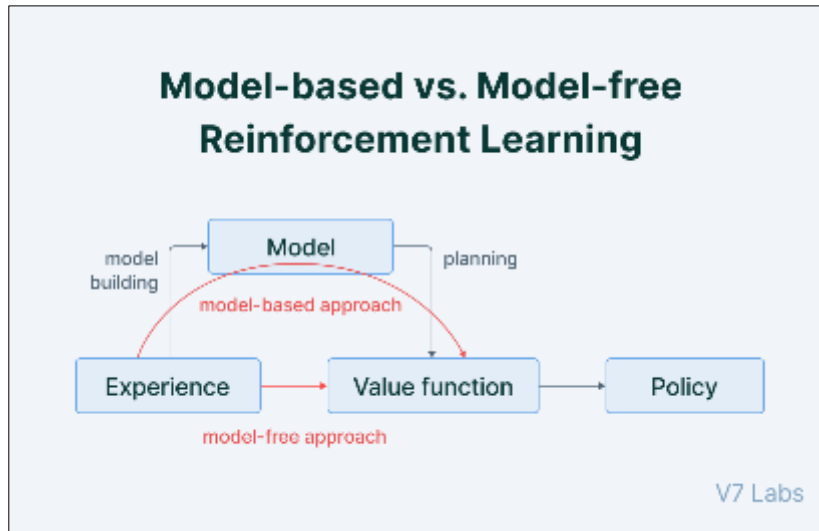 Model-based vs. Model-free
Reinforcement Learning
Model
model
building
planning
model-based approach
Experience
Value function
Policy
model-free approach
V7 Labs